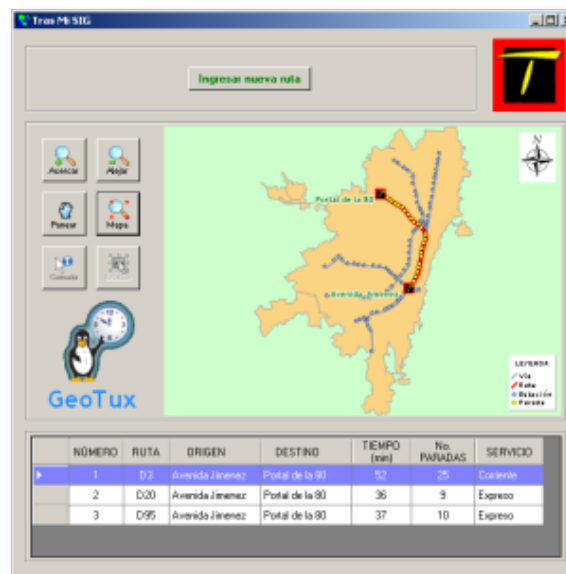 Tras Mi SIG
Ingresar nueva ruta
Acercar
Alejar
Panear
Mapa
Consulta
GeoTux
N
Portal de la 80
Avenida Jimenez
LEYENDA
Vía
Ruta
Estación
Parada
NÚMERO RUTA ORIGEN DESTINO TIEMPO (min) No. PARADAS SERVICIO
1 D3 Avenida Jimenez Portal de la 80 52 25 Corriente
2 D20 Avenida Jimenez Portal de la 80 36 9 Expreso
3 D95 Avenida Jimenez Portal de la 80 37 10 Expreso